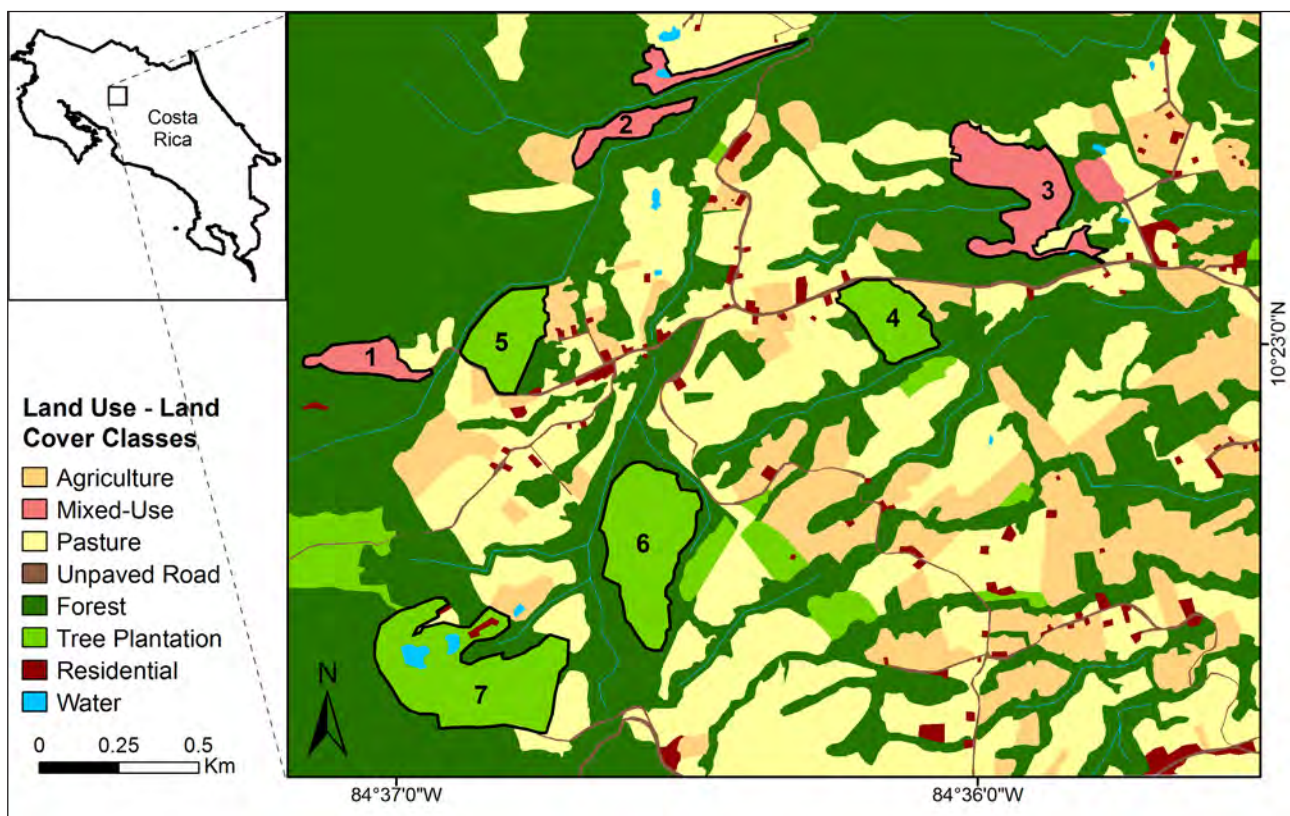 Costa
Rica
Land Use - Land
Cover Classes
Agriculture
Mixed-Use
Pasture
Unpaved Road
Forest
Tree Plantation
Residential
Water
0 0.25 0.5
Km
N
1
2
3
4
5
6
7
10°23'0"N
84°37'0"W
84°36'0"W